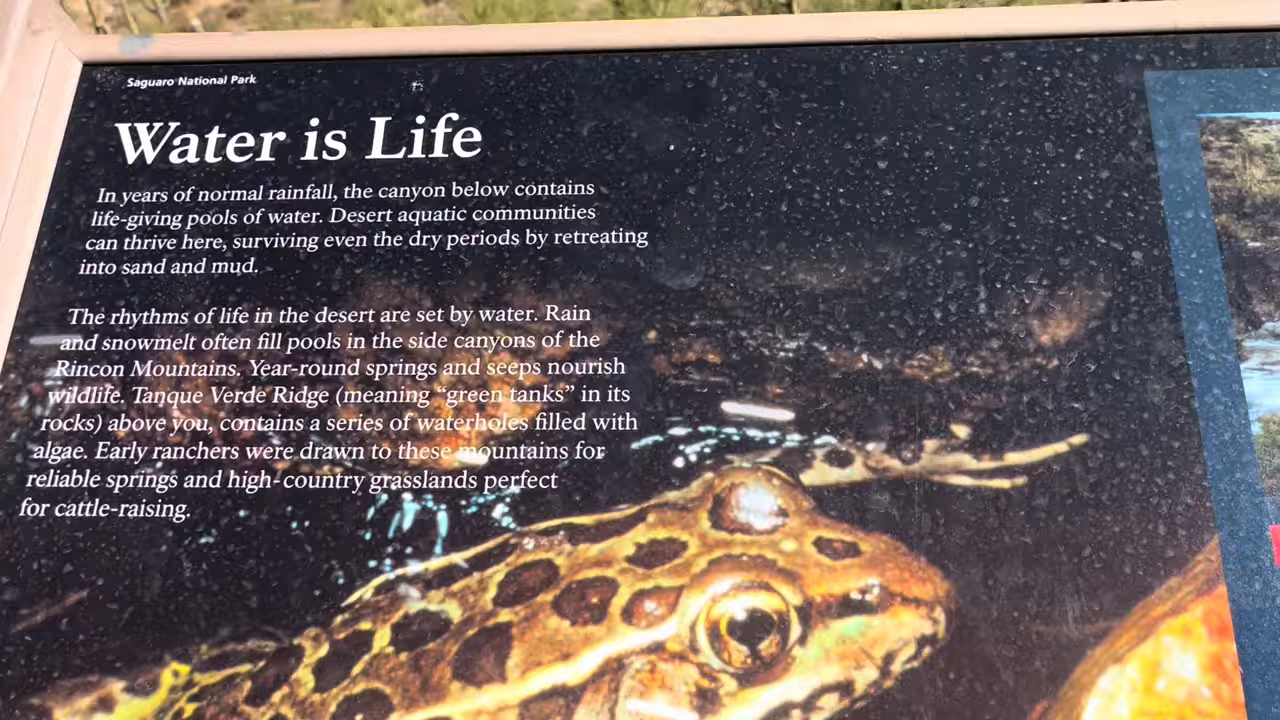 Saguaro National Park
Water is Life
In years of normal rainfall, the canyon below contains
life-giving pools of water. Desert aquatic communities
can thrive here, surviving even the dry periods by retreating
into sand and mud.
The rhythms of life in the desert are set by water. Rain
and snowmelt often fill pools in the side canyons of the
Rincon Mountains. Year-round springs and seeps nourish
wildlife. Tanque Verde Ridge (meaning “green tanks” in its
rocks) above you, contains a series of waterholes filled with
algae. Early ranchers were drawn to these mountains for
reliable springs and high-country grasslands perfect
for cattle-raising.